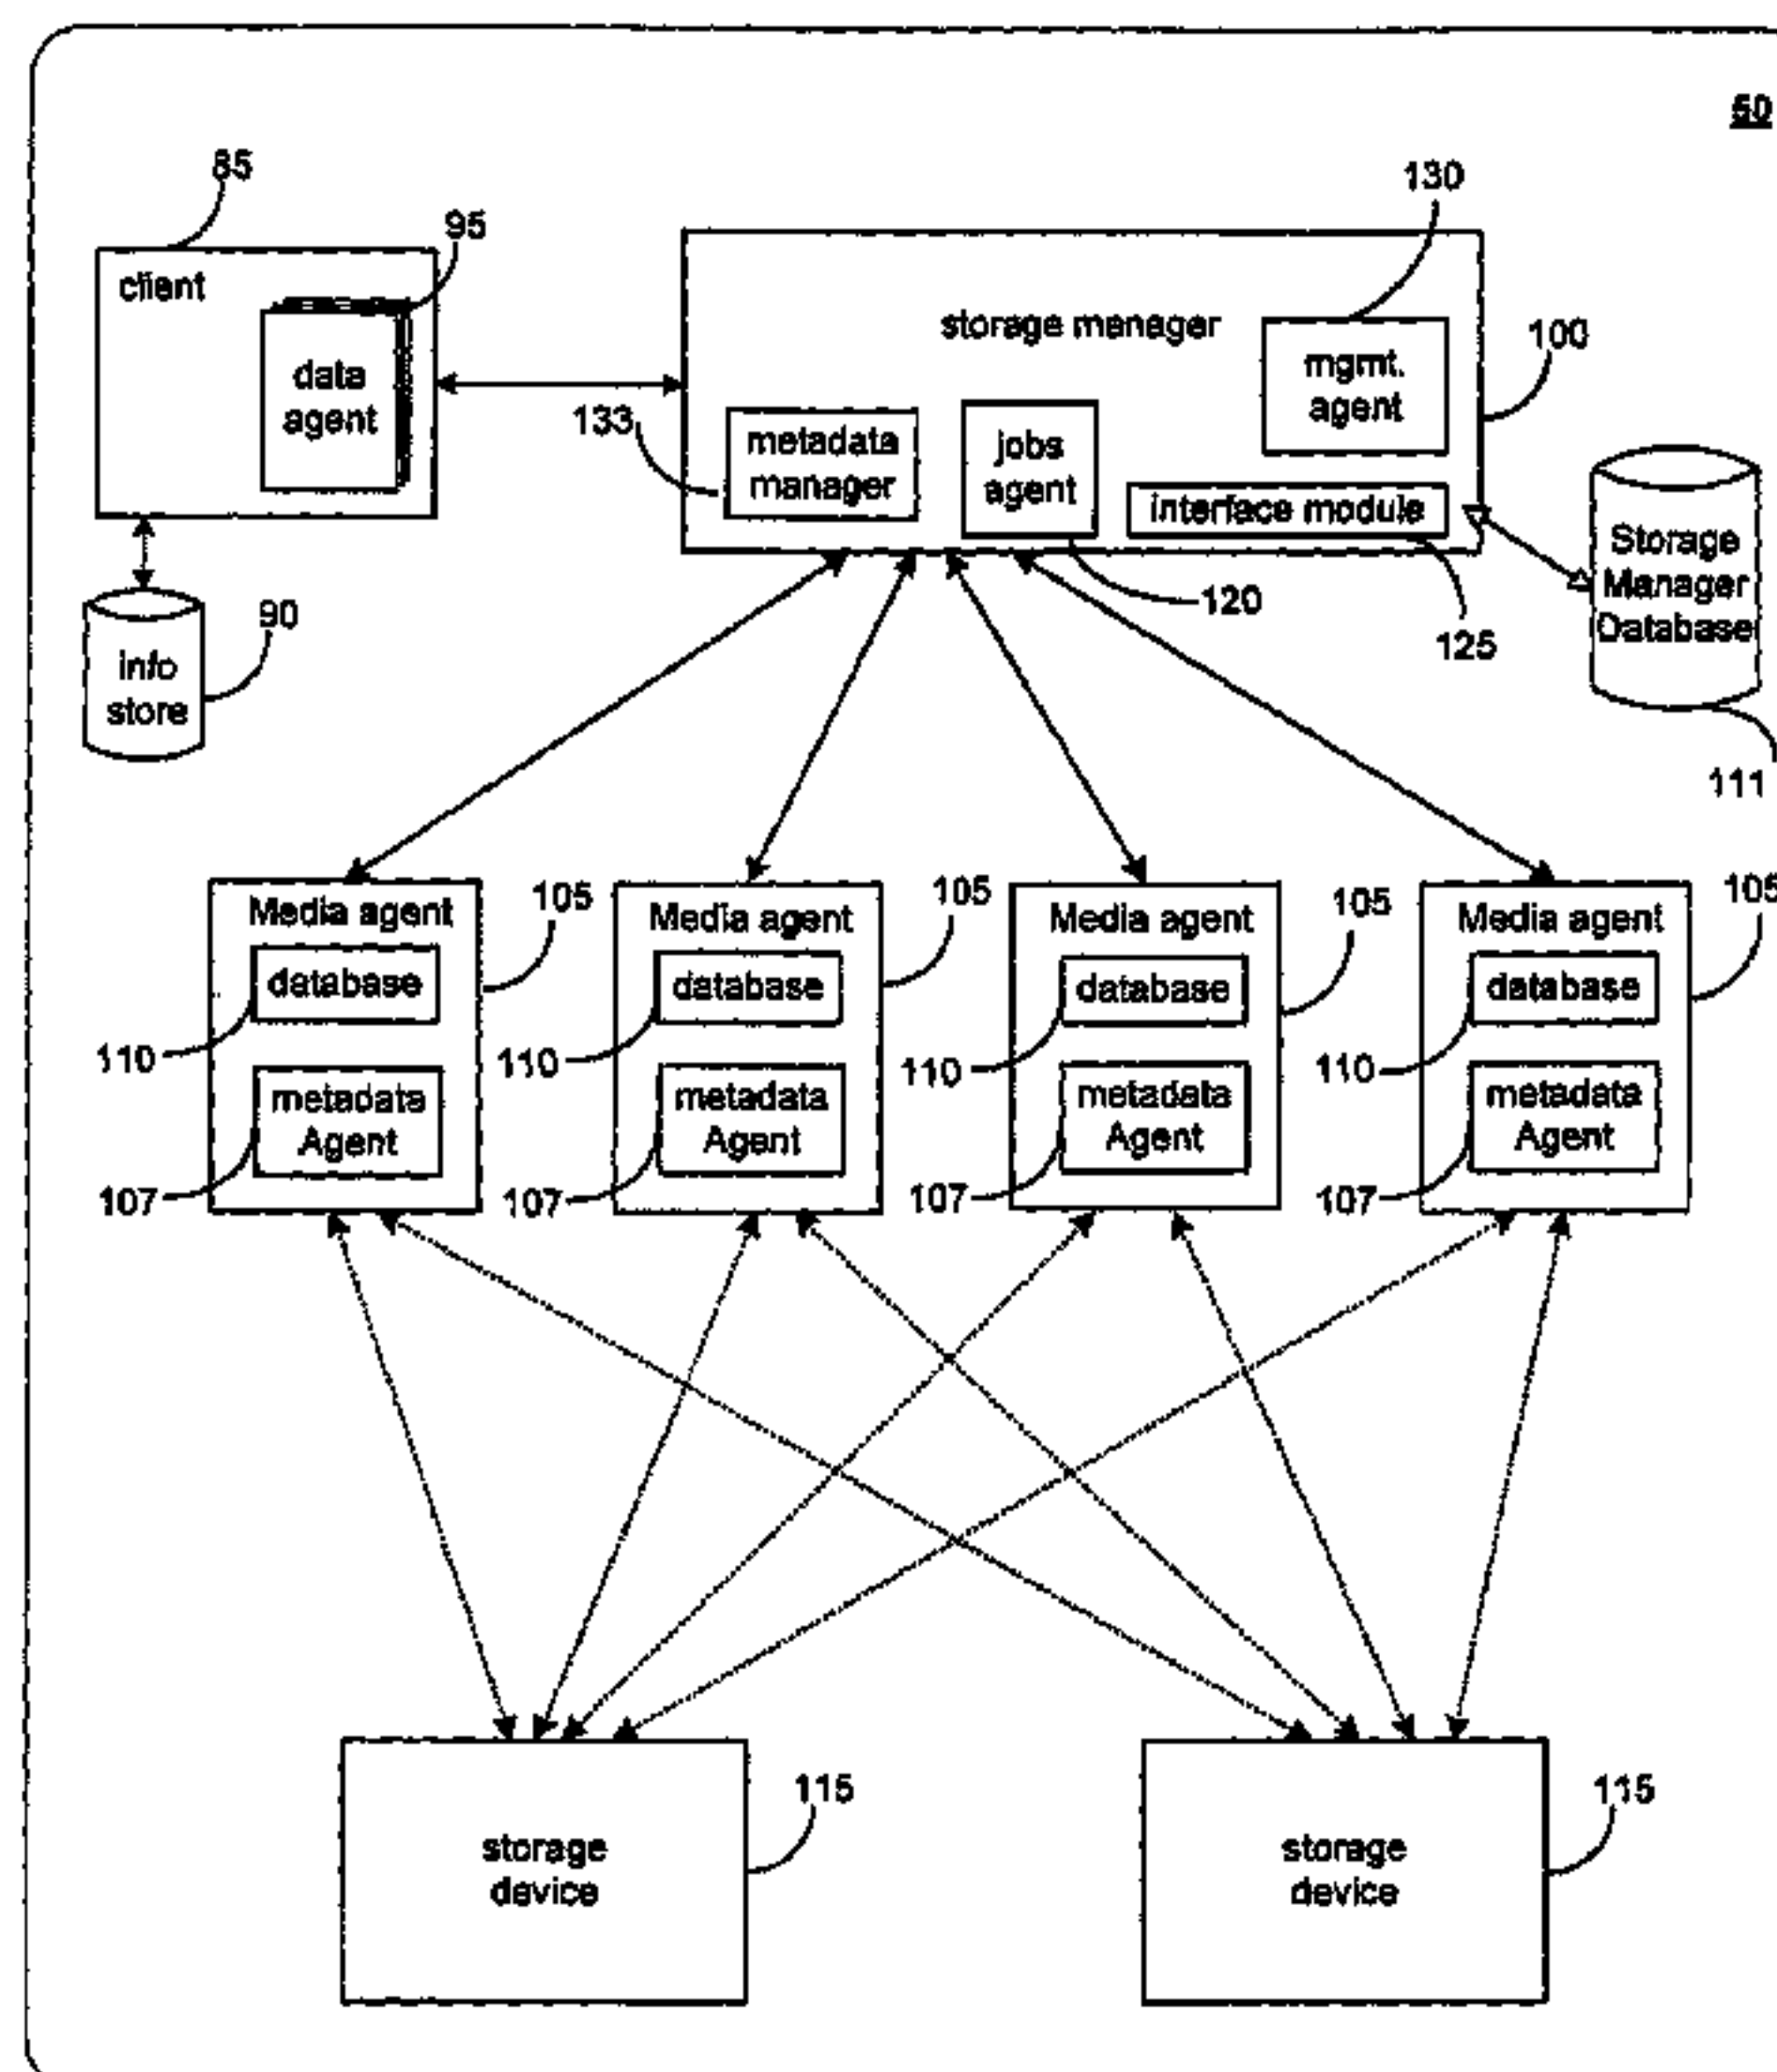 50
85
95
130
client
storage manager
100
data
agent
mgmt.
agent
133
metadata
manager
jobs
agent
interface module
Storage
Manager
Database
120
125
90
info
store
111
Media agent
105
Media agent
105
Media agent
105
Media agent
105
database
database
database
database
110
110
110
110
metadata
Agent
metadata
Agent
metadata
Agent
metadata
Agent
107
107
107
107
115
115
storage
device
storage
device